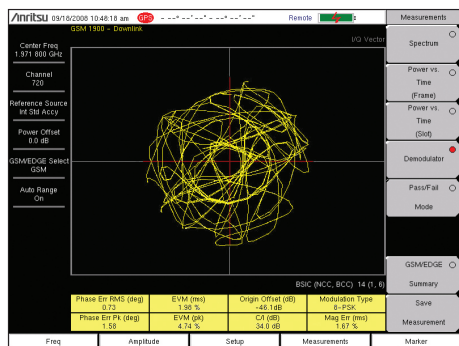 Anritsu 09/18/2006 10:48:18 am GPS --°--'--.--" --°--'--.--" Remote
Measurements
GSM 1900 - Downlink
I/Q Vector
Center Freq
1.971 800 GHz
Channel
720
Reference Source
Int Std Accy
Power Offset
0.0 dB
GSM/EDGE Select
GSM
Auto Range
On
Spectrum
Power vs.
Time
(Frame)
Power vs.
Time
(Slot)
Demodulator
Pass/Fail
Mode
GSM/EDGE
Summary
Save
Measurement
BSIC (NCC, BCC) 14 (1, 6)
Phase Err RMS (deg) EVM (rms) Origin Offset (dB) Modulation Type
0.73 1.98 % -46.1dB 8-PSK
Phase Err Pk (deg) EVM (pk) C/I (dB) Mag Err (rms)
1.58 4.74 % 34.0 dB 1.67 %
Freq Amplitude Setup Measurements Marker